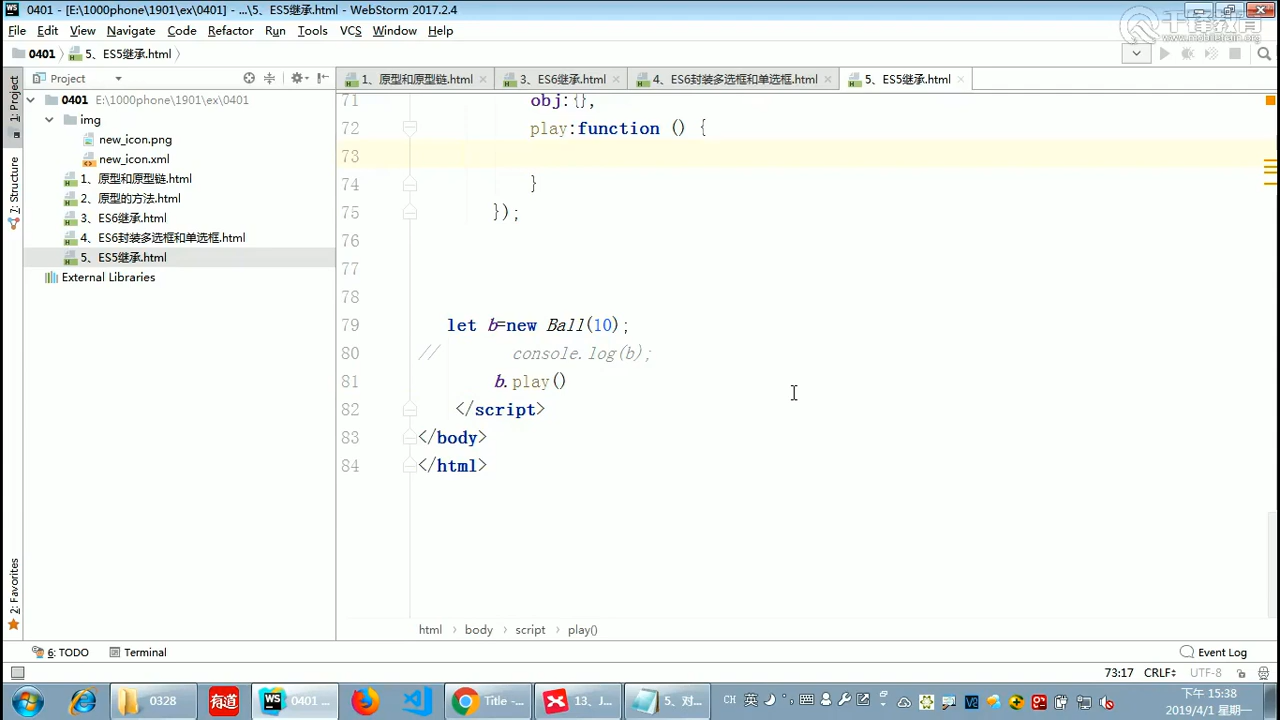 0401 - [E:\1000phone\1901\ex\0401] - ...\5、ES5继承.html - WebStorm 2017.2.4
千锋教育
www.mobiletrain.org
File Edit View Navigate Code Refactor Run Tools VCS Window Help
0401 5、ES5继承.html
Project
1、原型和原型链.html 3、ES6继承.html 4、ES6封装多选框和单选框.html 5、ES5继承.html
1: Project
7: Structure
2: Favorites
0401 E:\1000phone\1901\ex\0401
img
new_icon.png
new_icon.xml
1、原型和原型链.html
2、原型的方法.html
3、ES6继承.html
4、ES6封装多选框和单选框.html
5、ES5继承.html
External Libraries
71 obj:{},
72 play:function () {
73
74 }
75 });
76
77
78
79 let b=new Ball(10);
80 // console.log(b);
81 b.play()
82 </script>
83 </body>
84 </html>
html body script play()
6: TODO Terminal Event Log
73:17 CRLF UTF-8
0328 有道 0401 ... Title -... 13、J... 5、对... CH 英
下午 15:38
2019/4/1 星期一